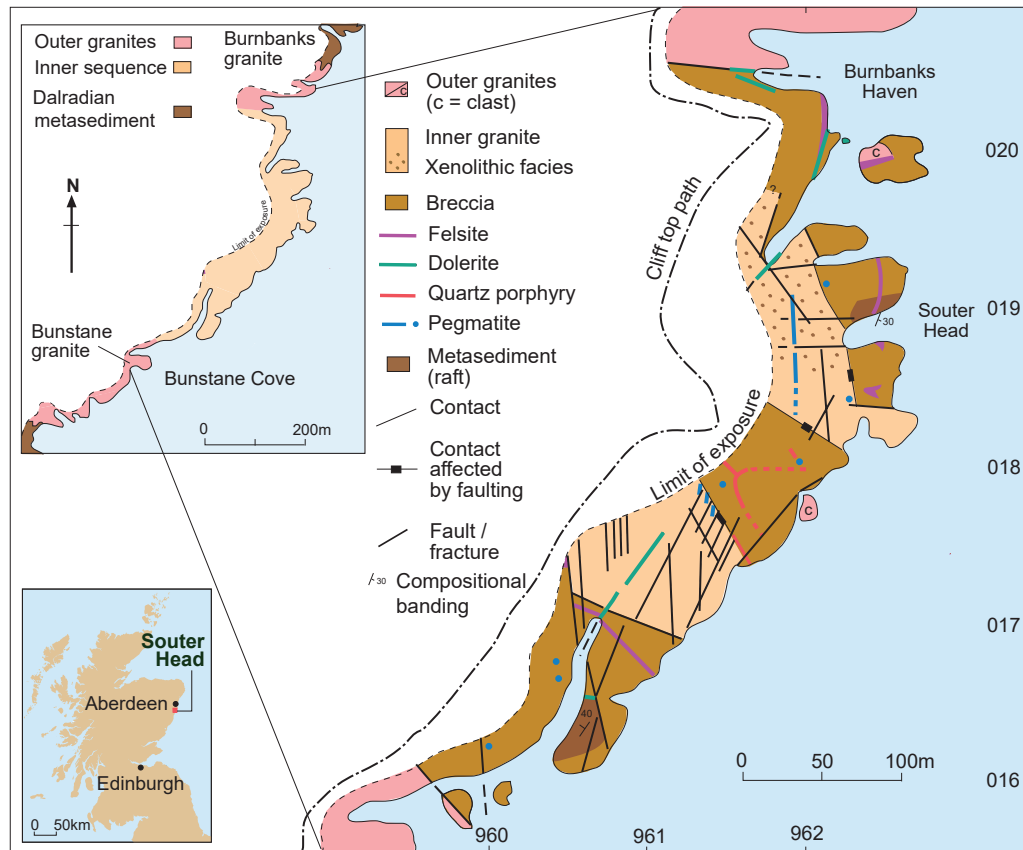 Outer granites
Inner sequence
Dalradian
metasediment
Burnbanks
granite
N
Limit of exposure
Bunstane
granite
Bunstane Cove
0 200m
Outer granites
(c = clast)
c
Inner granite
Xenolithic facies
Breccia
Felsite
Dolerite
Quartz porphyry
Pegmatite
Metasediment
(raft)
Contact
Contact
affected
by faulting
Fault /
fracture
30 Compositional
banding
Cliff top path
Limit of exposure
Burnbanks
Haven
c
?
Souter
Head
30
c
40
020
019
018
017
016
0 50 100m
960 961 962
Souter
Head
Aberdeen
Edinburgh
0 50km